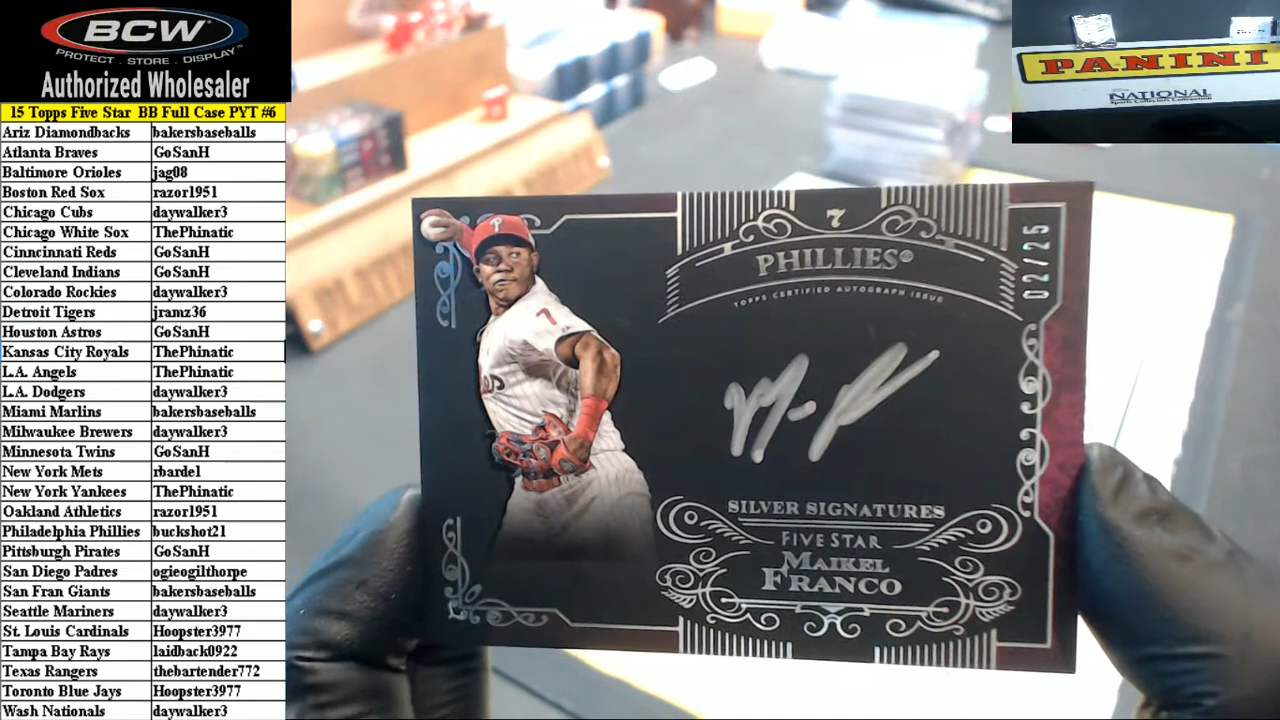 BCW
PROTECT . STORE . DISPLAY
Authorized Wholesaler
15 Topps Five Star BB Full Case PYT #6
Ariz Diamondbacks bakersbaseballs
Atlanta Braves GoSanH
Baltimore Orioles jag08
Boston Red Sox razor1951
Chicago Cubs daywalker3
Chicago White Sox ThePhinatic
Cinncinnati Reds GoSanH
Cleveland Indians GoSanH
Colorado Rockies daywalker3
Detroit Tigers jramz36
Houston Astros GoSanH
Kansas City Royals ThePhinatic
L.A. Angels ThePhinatic
L.A. Dodgers daywalker3
Miami Marlins bakersbaseballs
Milwaukee Brewers daywalker3
Minnesota Twins GoSanH
New York Mets rbarde1
New York Yankees ThePhinatic
Oakland Athletics razor1951
Philadelphia Phillies buckshot21
Pittsburgh Pirates GoSanH
San Diego Padres ogieogilthorpe
San Fran Giants bakersbaseballs
Seattle Mariners daywalker3
St. Louis Cardinals Hoopster3977
Tampa Bay Rays laidback0922
Texas Rangers thebartender772
Toronto Blue Jays Hoopster3977
Wash Nationals daywalker3
PANINI
NATIONAL
Sports Collectors Convention
7
PHILLIES
TOPPS CERTIFIED AUTOGRAPH ISSUE
02/25
P
7
SILVER SIGNATURES
FIVE STAR
MAIKEL
FRANCO